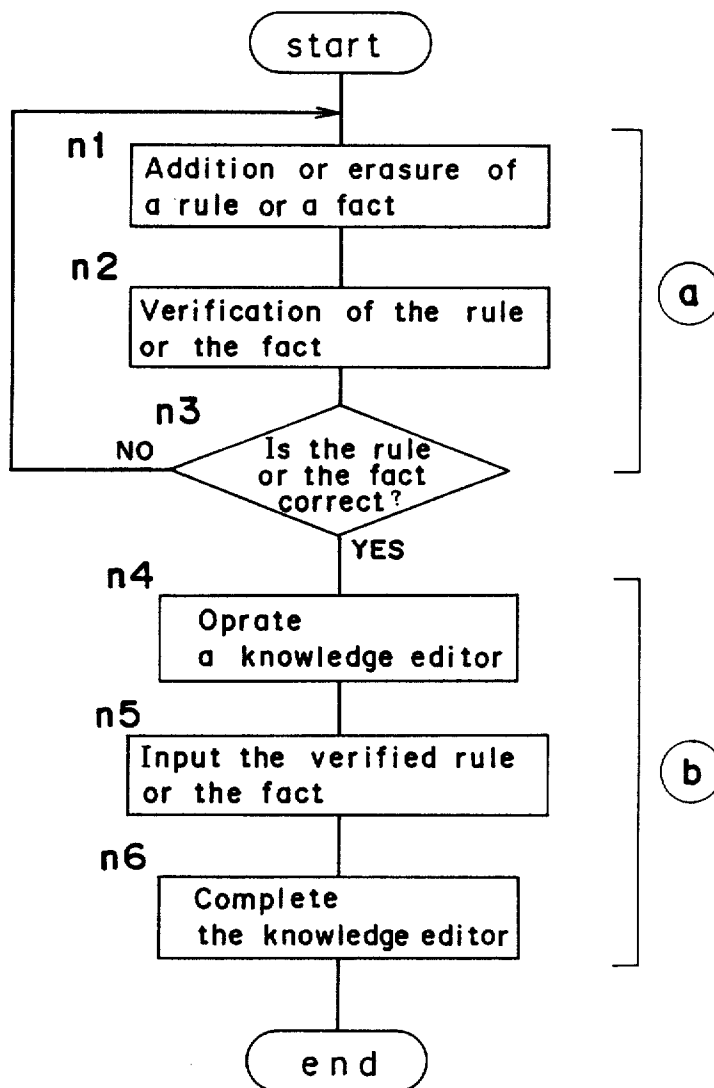 start
n1
Addition or erasure of
a rule or a fact
n2
Verification of the rule
or the fact
a
n3
NO
Is the rule
or the fact
correct?
YES
n4
Oprate
a knowledge editor
n5
Input the verified rule
or the fact
b
n6
Complete
the knowledge editor
end